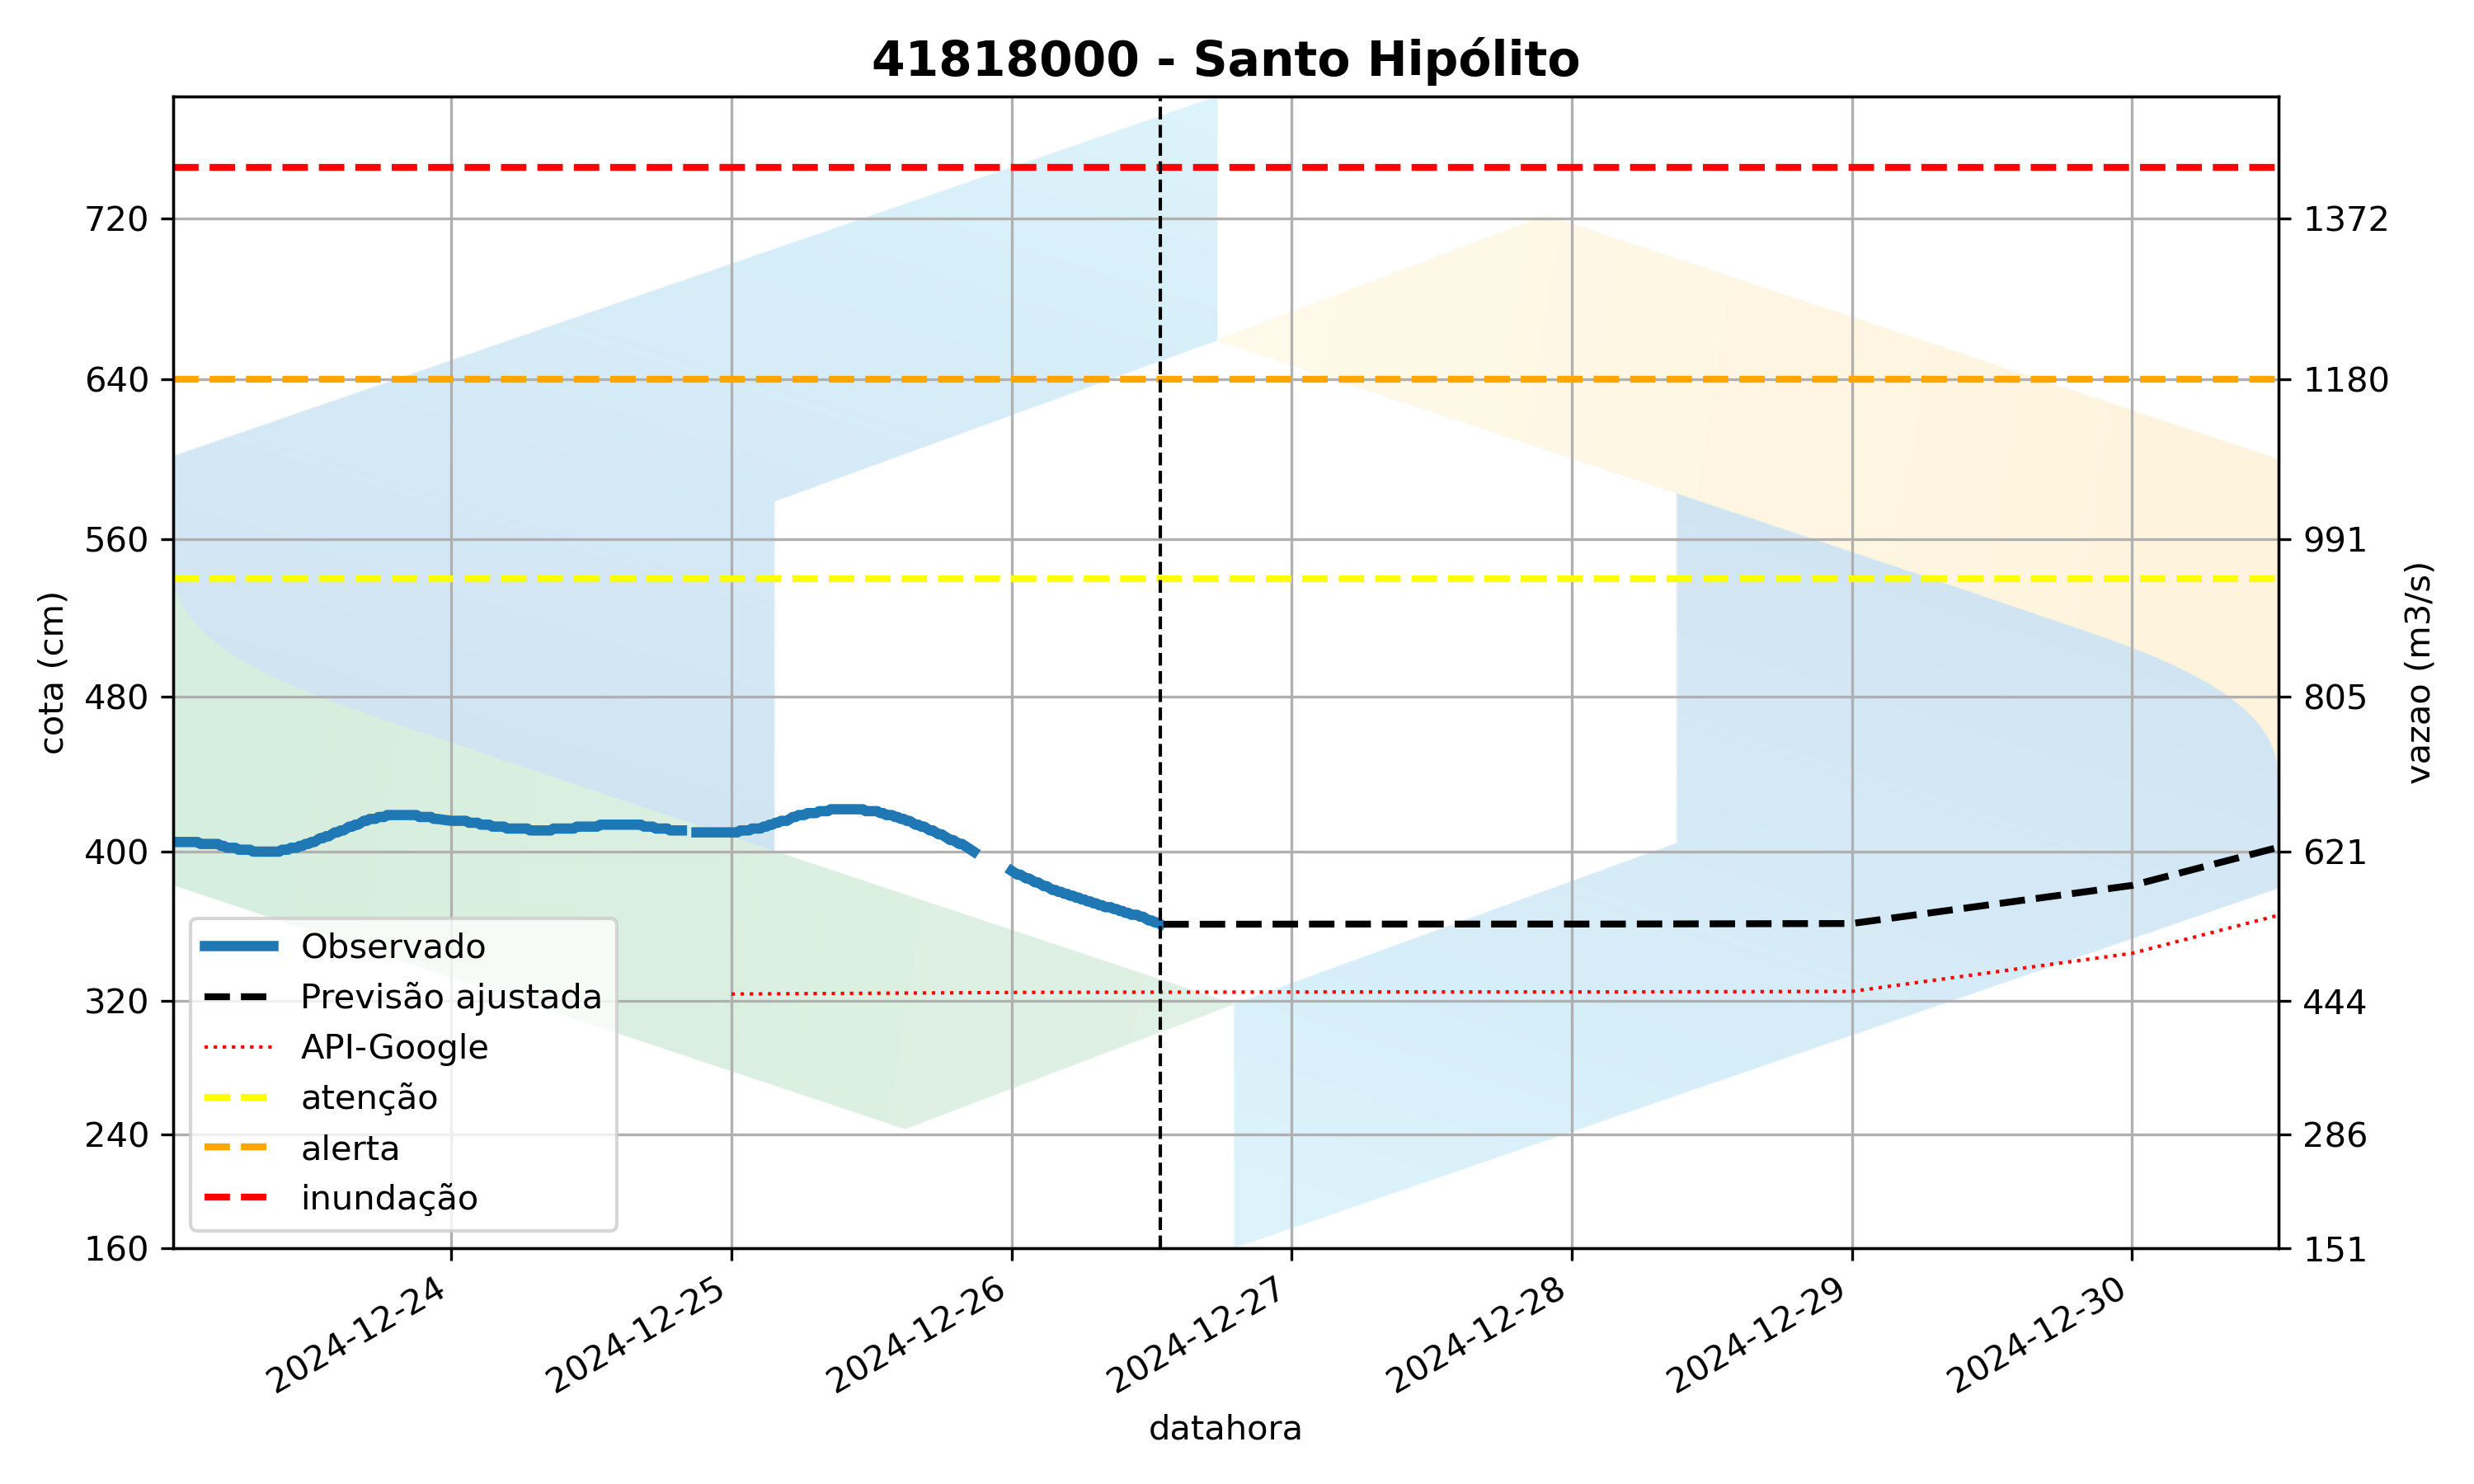 41818000 - Santo Hipólito
720
640
560
480
400
320
240
160
cota (cm)
1372
1180
991
805
621
444
286
151
vazao (m3/s)
Observado
Previsão ajustada
API-Google
atenção
alerta
inundação
2024-12-24
2024-12-25
2024-12-26
2024-12-27
2024-12-28
2024-12-29
2024-12-30
datahora